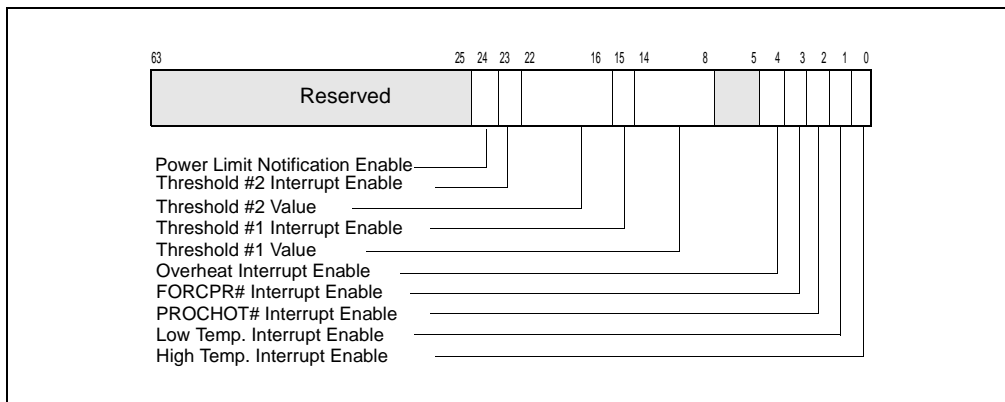 63 25 24 23 22 16 15 14 8 5 4 3 2 1 0
Reserved
Power Limit Notification Enable
Threshold #2 Interrupt Enable
Threshold #2 Value
Threshold #1 Interrupt Enable
Threshold #1 Value
Overheat Interrupt Enable
FORCPR# Interrupt Enable
PROCHOT# Interrupt Enable
Low Temp. Interrupt Enable
High Temp. Interrupt Enable